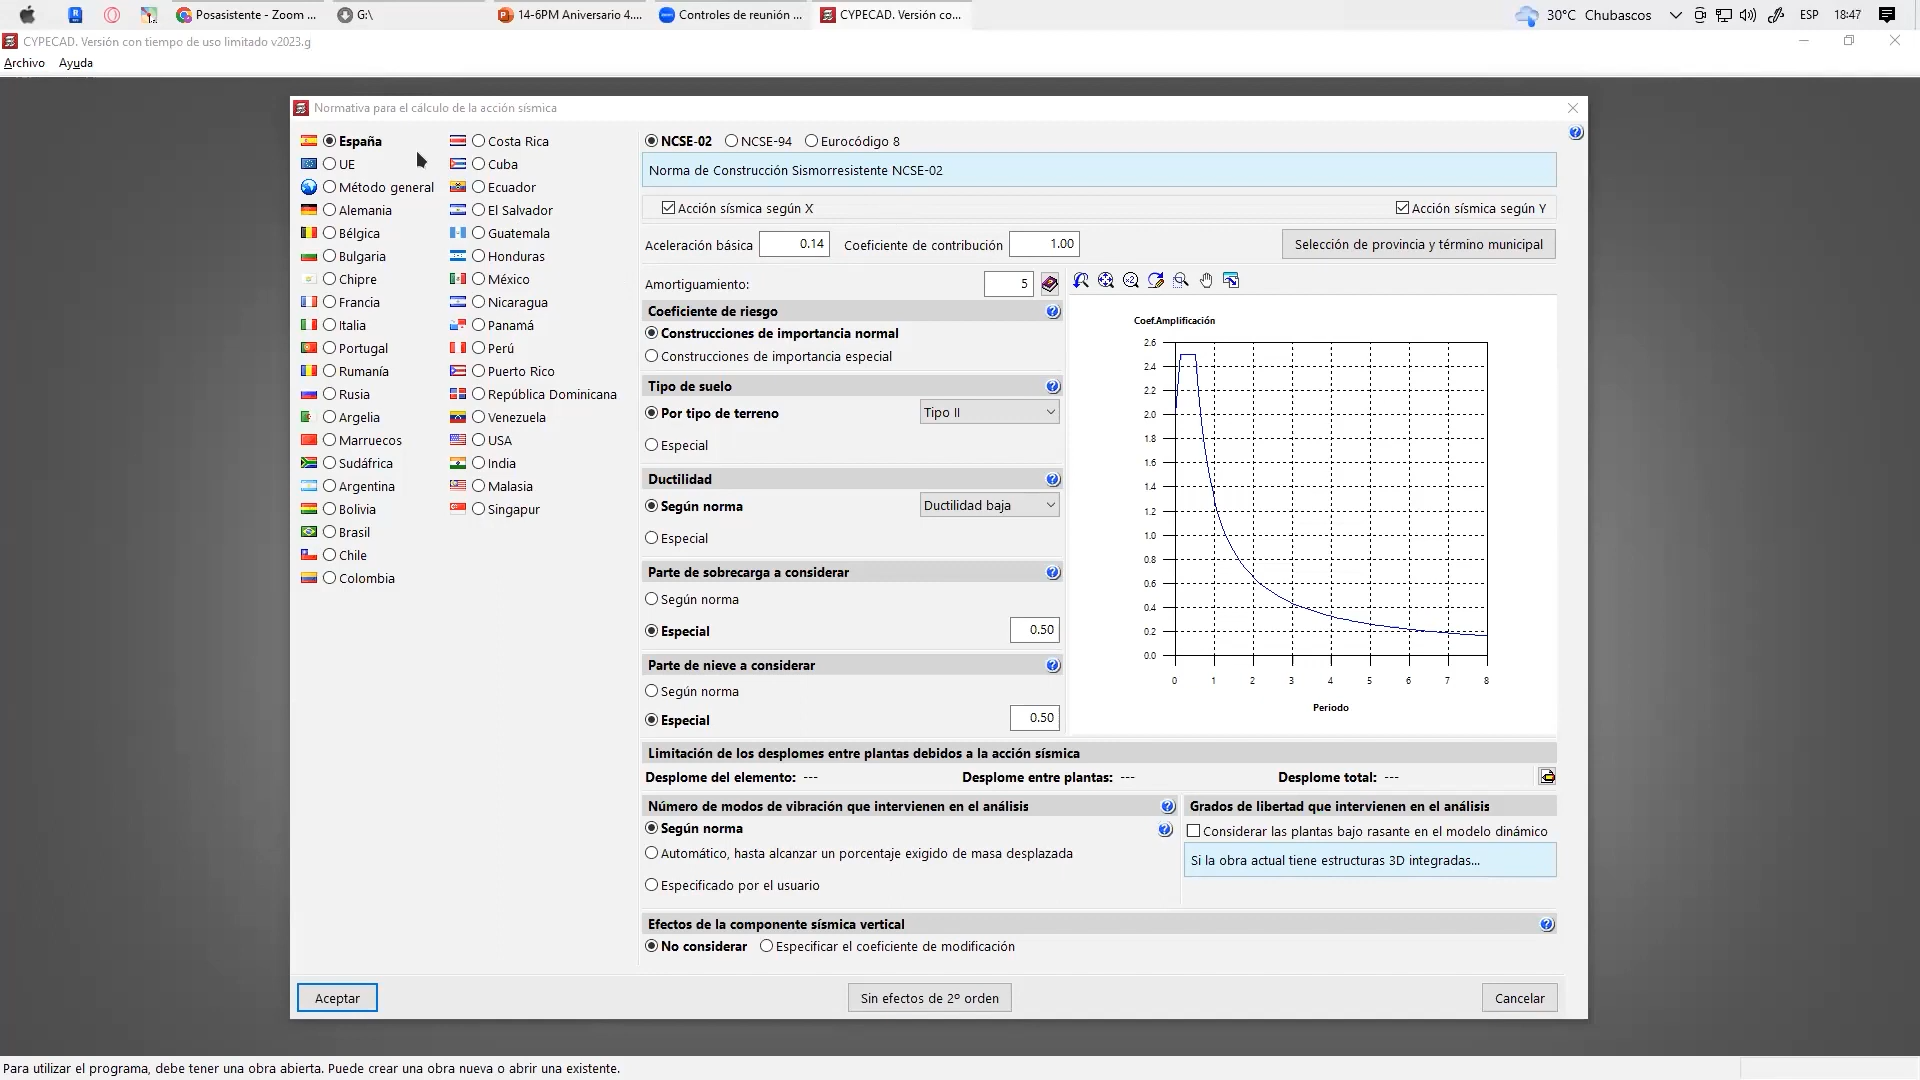 Posasistente - Zoom ...
G:\
14-6PM Aniversario 4....
Controles de reunión ...
CYPECAD. Versión co...
30°C Chubascos
ESP
18:47
CYPECAD. Versión con tiempo de uso limitado v2023.g
Archivo Ayuda
Normativa para el cálculo de la acción sísmica
España
UE
Método general
Alemania
Bélgica
Bulgaria
Chipre
Francia
Italia
Portugal
Rumanía
Rusia
Argelia
Marruecos
Sudáfrica
Argentina
Bolivia
Brasil
Chile
Colombia
Costa Rica
Cuba
Ecuador
El Salvador
Guatemala
Honduras
México
Nicaragua
Panamá
Perú
Puerto Rico
República Dominicana
Venezuela
USA
India
Malasia
Singapur
NCSE-02 NCSE-94 Eurocódigo 8
Norma de Construcción Sismorresistente NCSE-02
Acción sísmica según X Acción sísmica según Y
Aceleración básica 0.14 Coeficiente de contribución 1.00 Selección de provincia y término municipal
Amortiguamiento: 5
Coeficiente de riesgo
Construcciones de importancia normal
Construcciones de importancia especial
Tipo de suelo
Por tipo de terreno Tipo II
Especial
Ductilidad
Según norma Ductilidad baja
Especial
Parte de sobrecarga a considerar
Según norma
Especial 0.50
Parte de nieve a considerar
Según norma
Especial 0.50
Coef.Amplificación
2.6
2.4
2.2
2.0
1.8
1.6
1.4
1.2
1.0
0.8
0.6
0.4
0.2
0.0
0 1 2 3 4 5 6 7 8
Periodo
Limitación de los desplomes entre plantas debidos a la acción sísmica
Desplome del elemento: --- Desplome entre plantas: --- Desplome total: ---
Número de modos de vibración que intervienen en el análisis
Según norma
Automático, hasta alcanzar un porcentaje exigido de masa desplazada
Especificado por el usuario
Grados de libertad que intervienen en el análisis
Considerar las plantas bajo rasante en el modelo dinámico
Si la obra actual tiene estructuras 3D integradas...
Efectos de la componente sísmica vertical
No considerar Especificar el coeficiente de modificación
Aceptar Sin efectos de 2º orden Cancelar
Para utilizar el programa, debe tener una obra abierta. Puede crear una obra nueva o abrir una existente.